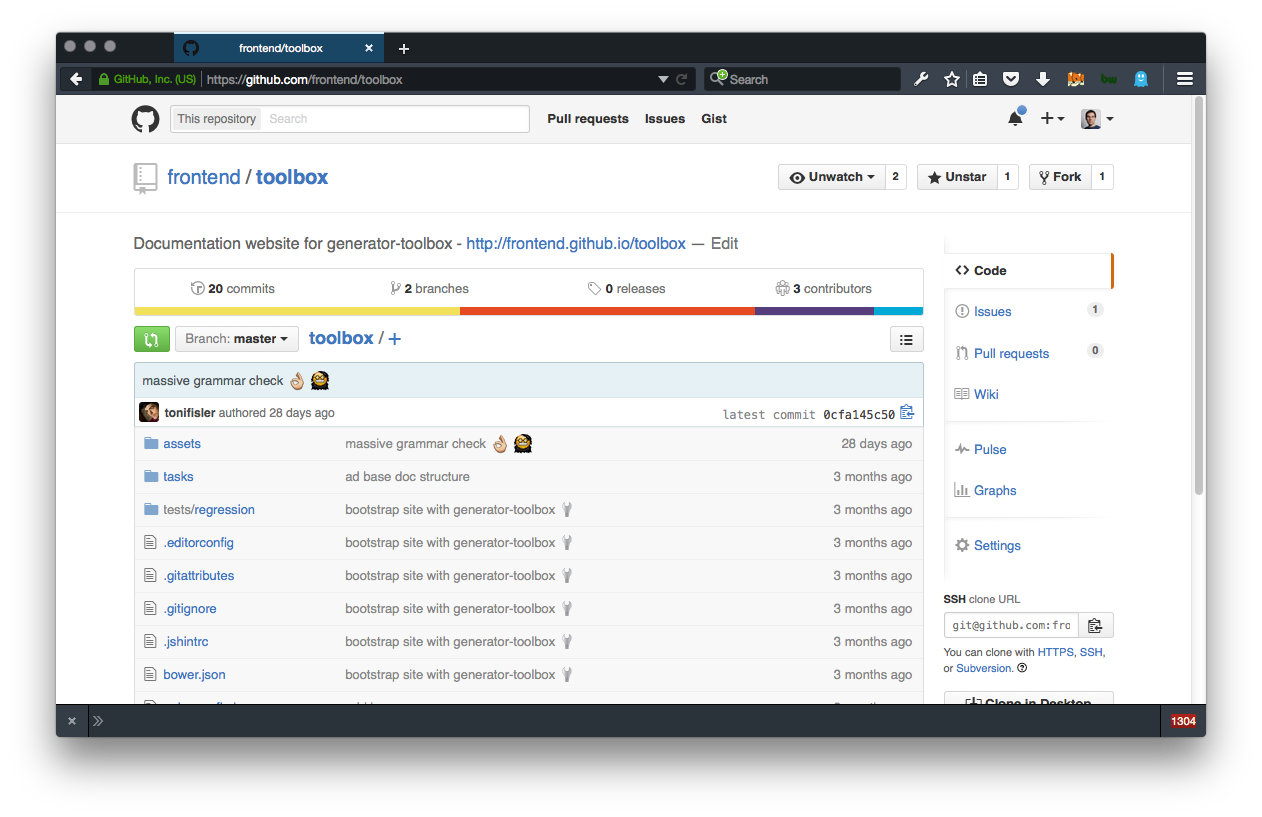 frontend/toolbox
GitHub, Inc. (US) https://github.com/frontend/toolbox Search
This repository Search Pull requests Issues Gist
frontend / toolbox Unwatch 2 Unstar 1 Fork 1
Documentation website for generator-toolbox - http://frontend.github.io/toolbox — Edit
20 commits 2 branches 0 releases 3 contributors
Branch: master toolbox / +
massive grammar check
tonifisler authored 28 days ago latest commit 0cfa145c50
assets massive grammar check 28 days ago
tasks ad base doc structure 3 months ago
tests/regression bootstrap site with generator-toolbox 3 months ago
.editorconfig bootstrap site with generator-toolbox 3 months ago
.gitattributes bootstrap site with generator-toolbox 3 months ago
.gitignore bootstrap site with generator-toolbox 3 months ago
.jshintrc bootstrap site with generator-toolbox 3 months ago
bower.json bootstrap site with generator-toolbox 3 months ago
Code
Issues 1
Pull requests 0
Wiki
Pulse
Graphs
Settings
SSH clone URL
git@github.com:fro
You can clone with HTTPS, SSH,
or Subversion.
Clone in Desktop
1304